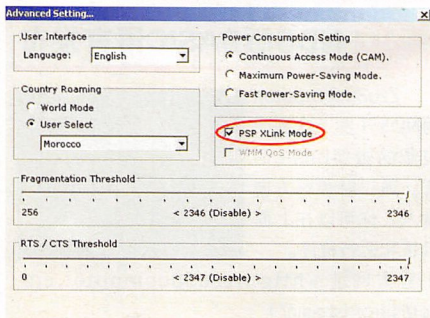 Advanced Setting...
User Interface
Language: English
Country Roaming
World Mode
User Select
Morocco
Power Consumption Setting
Continuous Access Mode (CAM).
Maximum Power-Saving Mode.
Fast Power-Saving Mode.
PSP XLink Mode
WMM QoS Mode
Fragmentation Threshold
256 < 2346 (Disable) > 2346
RTS / CTS Threshold
0 < 2347 (Disable) > 2347